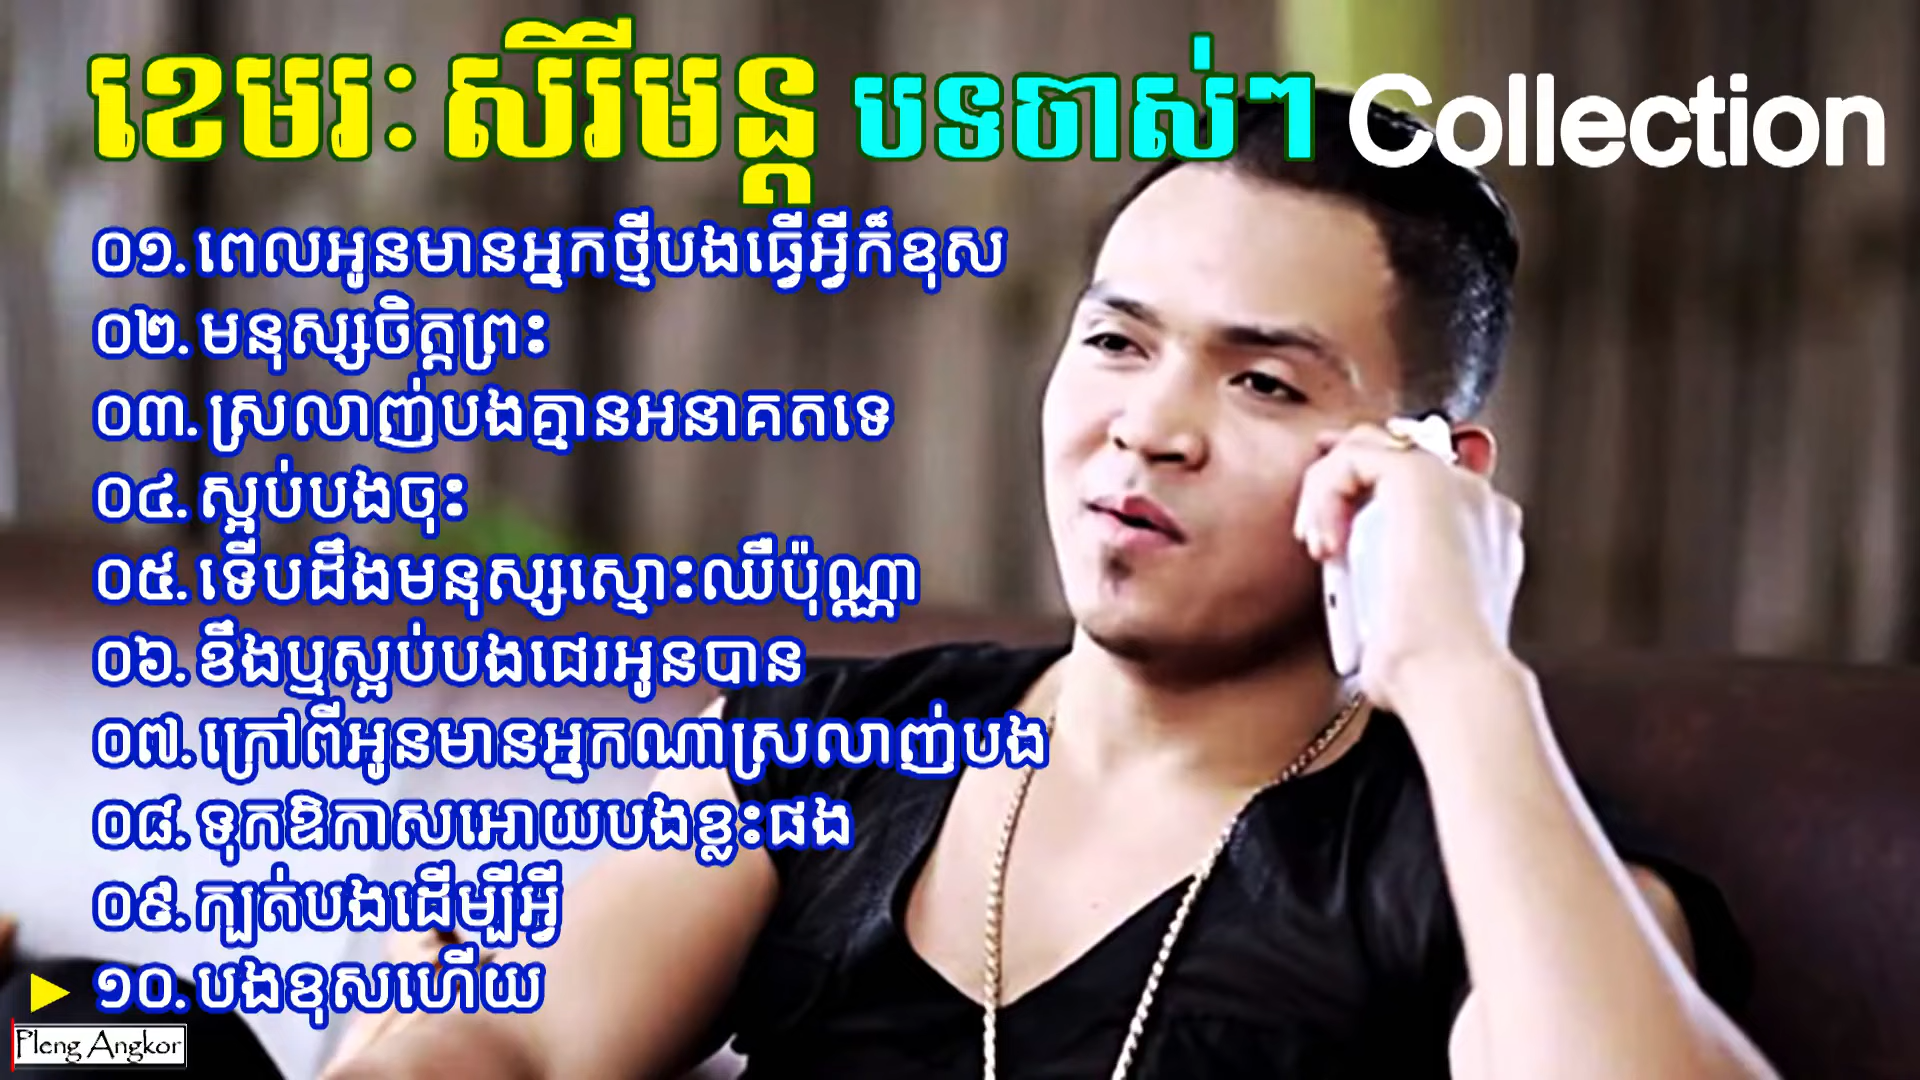 ខេមរៈ សិរីមន្ត បទចាស់ៗ Collection
០១. ពេលអូនមានអ្នកថ្មីបងធ្វើអ្វីក៏ខុស
០២. មនុស្សចិត្តព្រះ
០៣. ស្រលាញ់បងគ្មានអនាគតទេ
០៤. ស្អប់បងចុះ
០៥. ទើបដឹងមនុស្សស្មោះឈឺប៉ុណ្ណា
០៦. ខឹងឬស្អប់បងជេរអូនបាន
០៧. ក្រៅពីអូនមានអ្នកណាស្រលាញ់បង
០៨. ទុកឱកាសអោយបងខ្លះផង
០៩. ក្បត់បងដើម្បីអ្វី
១០. បងខុសហើយ
Pleng Angkor